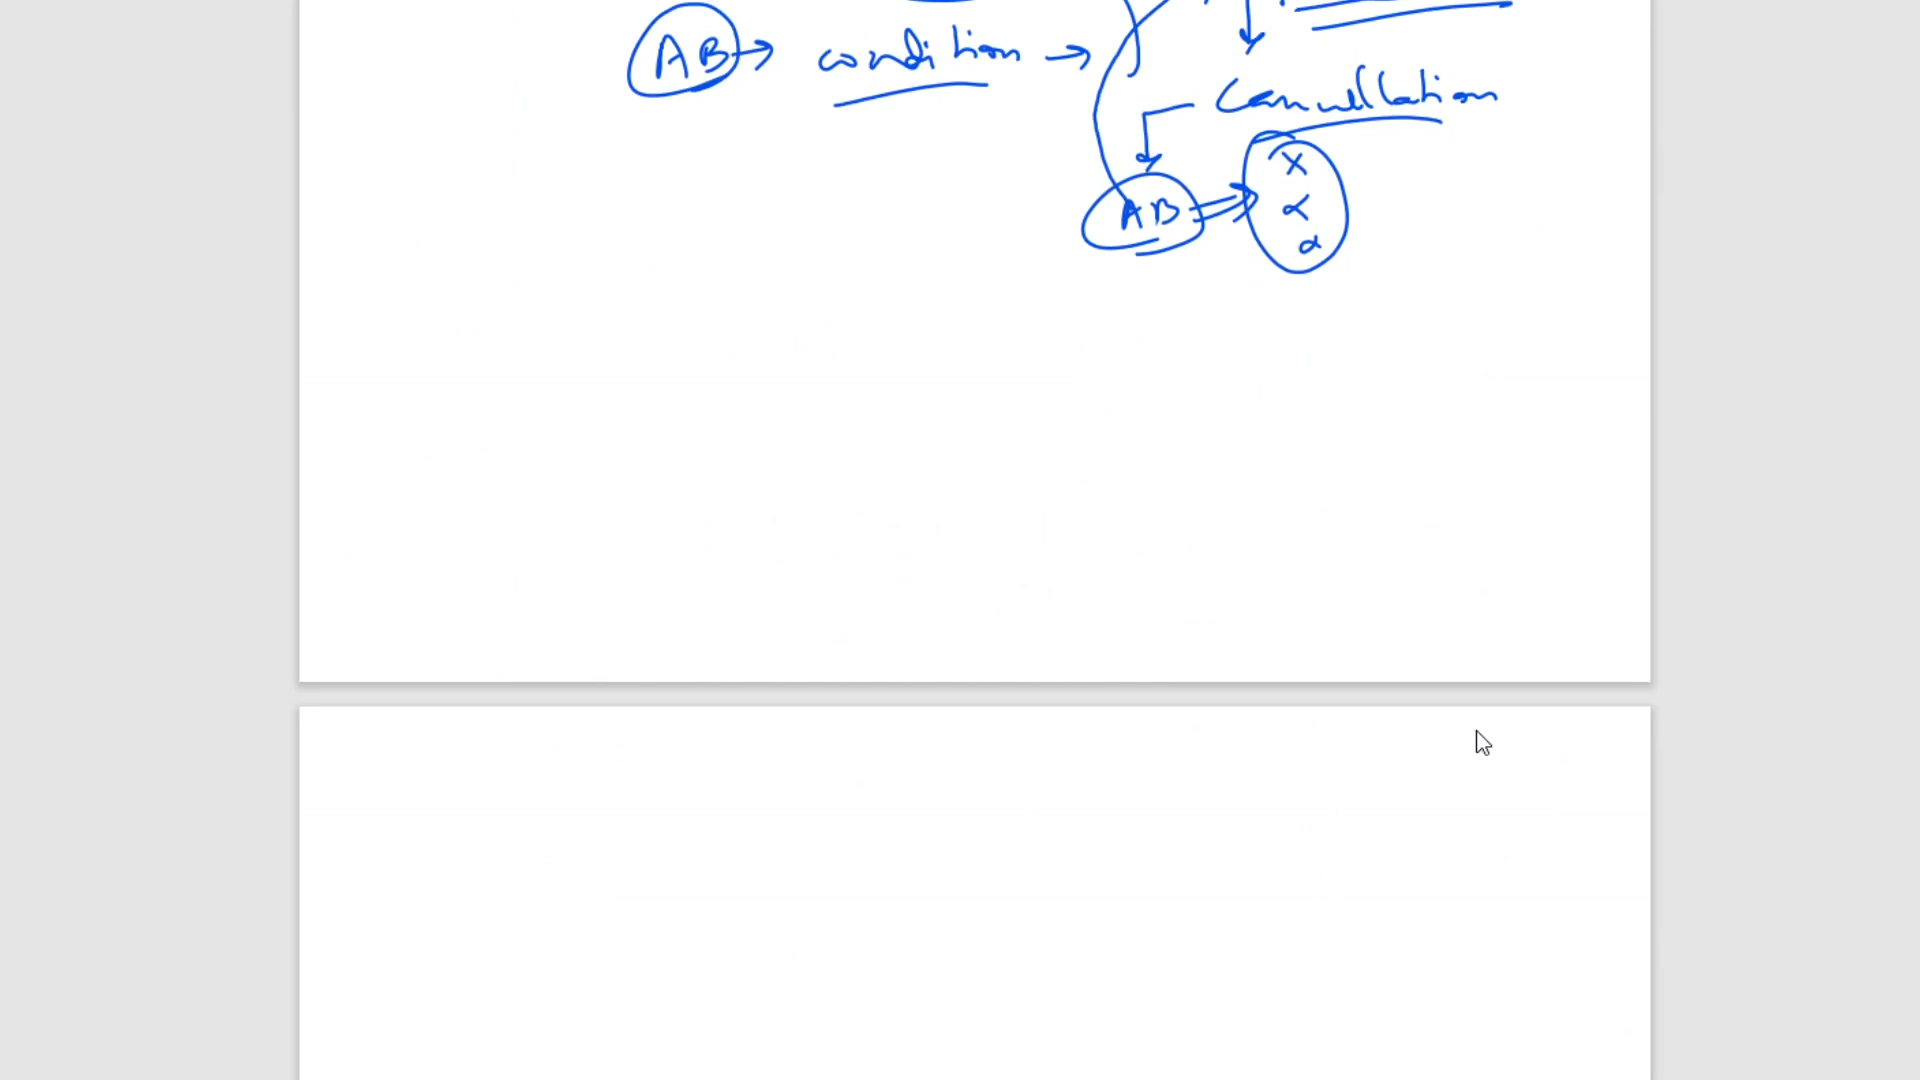 AB → condition →
Cancellation
AB ⇒ X
α
α